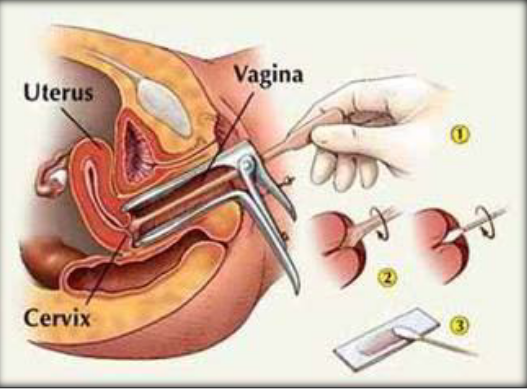 Vagina
Uterus
1
2
3
Cervix